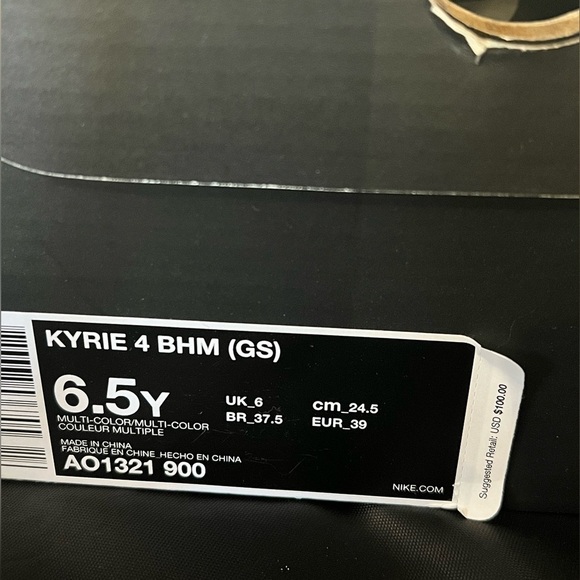 KYRIE 4 BHM (GS)
6.5Y
UK_6
cm_24.5
BR_37.5
EUR_39
MULTI-COLOR/MULTI-COLOR
COULEUR MULTIPLE
MADE IN CHINA
FABRIQUE EN CHINE_HECHO EN CHINA
AO1321 900
NIKE.COM
Suggested Retail: USD $100.00